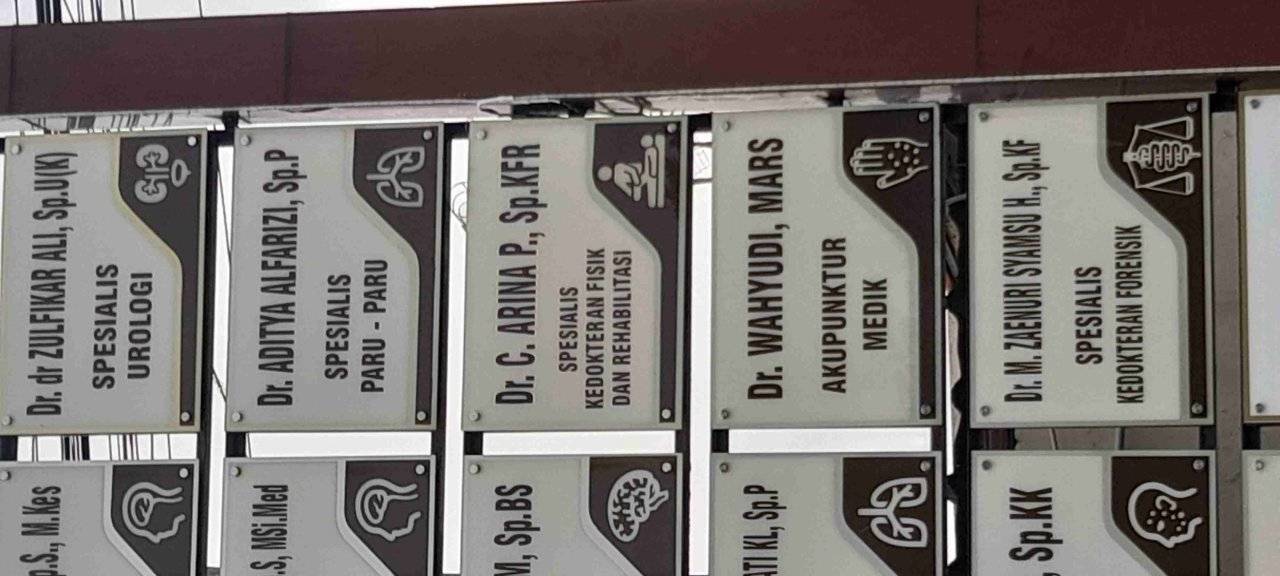 Dr. dr ZULFIKAR ALI, Sp.U(K)
SPESIALIS
UROLOGI
Dr. ADITYA ALFARIZI, Sp.P
SPESIALIS
PARU - PARU
Dr. C. ARINA P., Sp.KFR
SPESIALIS
KEDOKTERAN FISIK
DAN REHABILITASI
Dr. WAHYUDI, MARS
AKUPUNKTUR
MEDIK
Dr. M. ZAENURI SYAMSU H., Sp.KF
SPESIALIS
KEDOKTERAN FORENSIK
p.S., M.Kes
.S, MSi.Med
M, Sp.BS
ATI KL, Sp.P
, Sp.KK